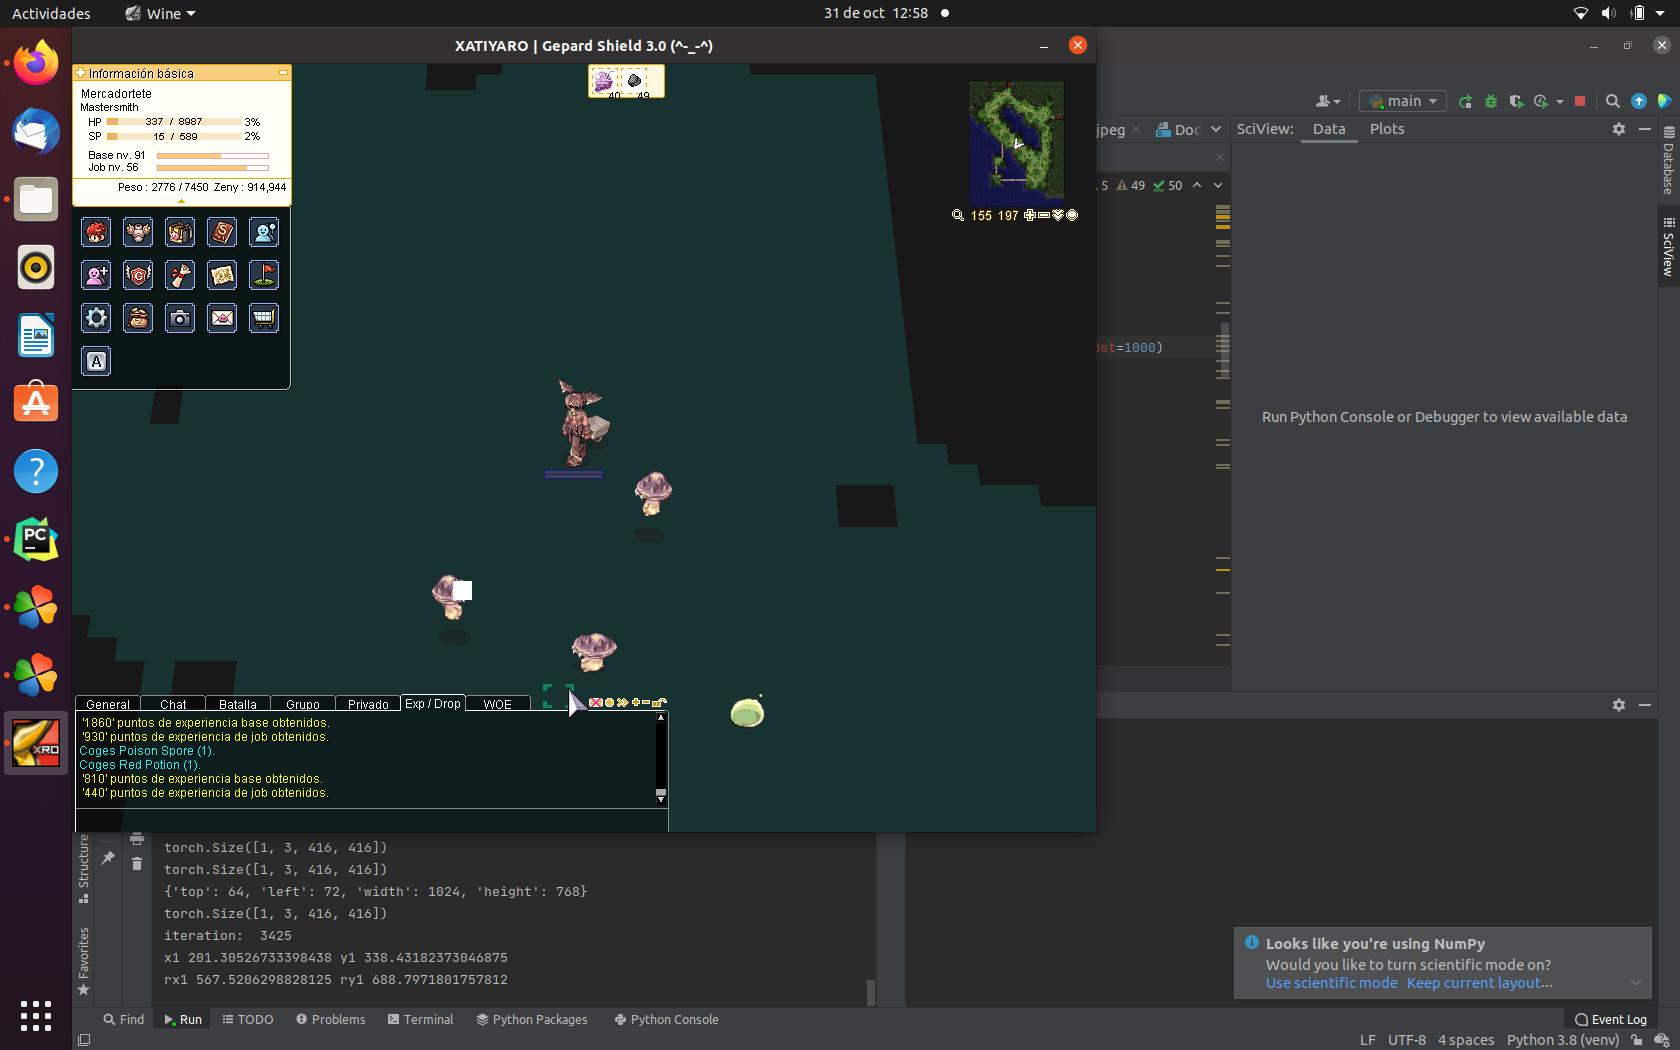 Actividades
Wine
31 de oct 12:58
XATIYARO | Gepard Shield 3.0 (^-_-^)
Información básica
Mercadortete
Mastersmith
HP 337 / 8987 3%
SP 15 / 589 2%
Base nv. 91
Job nv. 56
Peso : 2776 / 7450 Zeny : 914,944
40 49
155 197
main
jpeg
Doc
SciView: Data Plots
5 49 50
det=1000)
Run Python Console or Debugger to view available data
Database
SciView
General Chat Batalla Grupo Privado Exp / Drop WOE
'1860' puntos de experiencia base obtenidos.
'930' puntos de experiencia de job obtenidos.
Coges Poison Spore (1).
Coges Red Potion (1).
'810' puntos de experiencia base obtenidos.
'440' puntos de experiencia de job obtenidos.
XRO
PC
A
Structure
Favorites
torch.Size([1, 3, 416, 416])
torch.Size([1, 3, 416, 416])
{'top': 64, 'left': 72, 'width': 1024, 'height': 768}
torch.Size([1, 3, 416, 416])
iteration:  3425
x1 201.30526733398438 y1 338.43182373046875
rx1 567.5206298828125 ry1 688.7971801757812
Looks like you're using NumPy
Would you like to turn scientific mode on?
Use scientific mode Keep current layout...
Find Run TODO Problems Terminal Python Packages Python Console
Event Log
LF UTF-8 4 spaces Python 3.8 (venv)